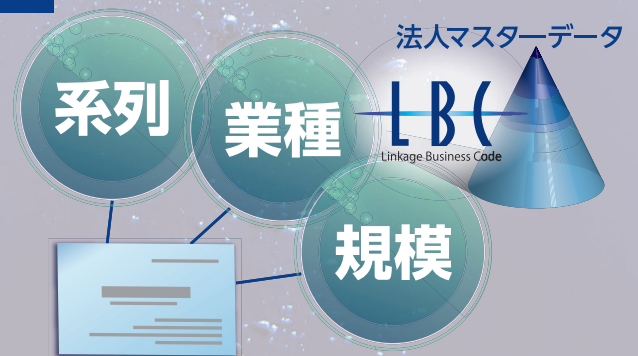 法人マスターデータ
系列
業種
LBC
Linkage Business Code
規模